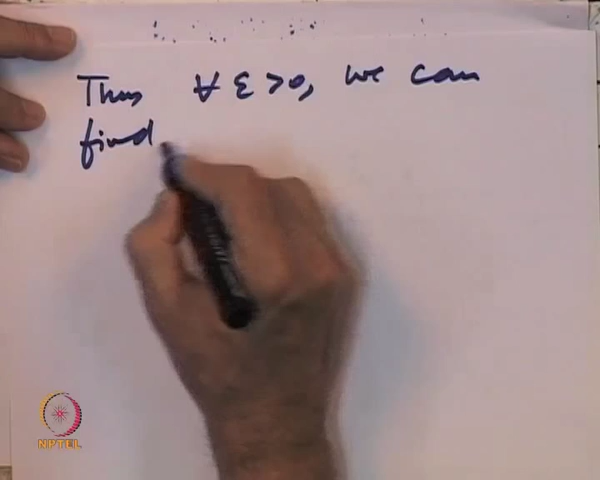 Thus ∀ ε > 0, we can
find
NPTEL